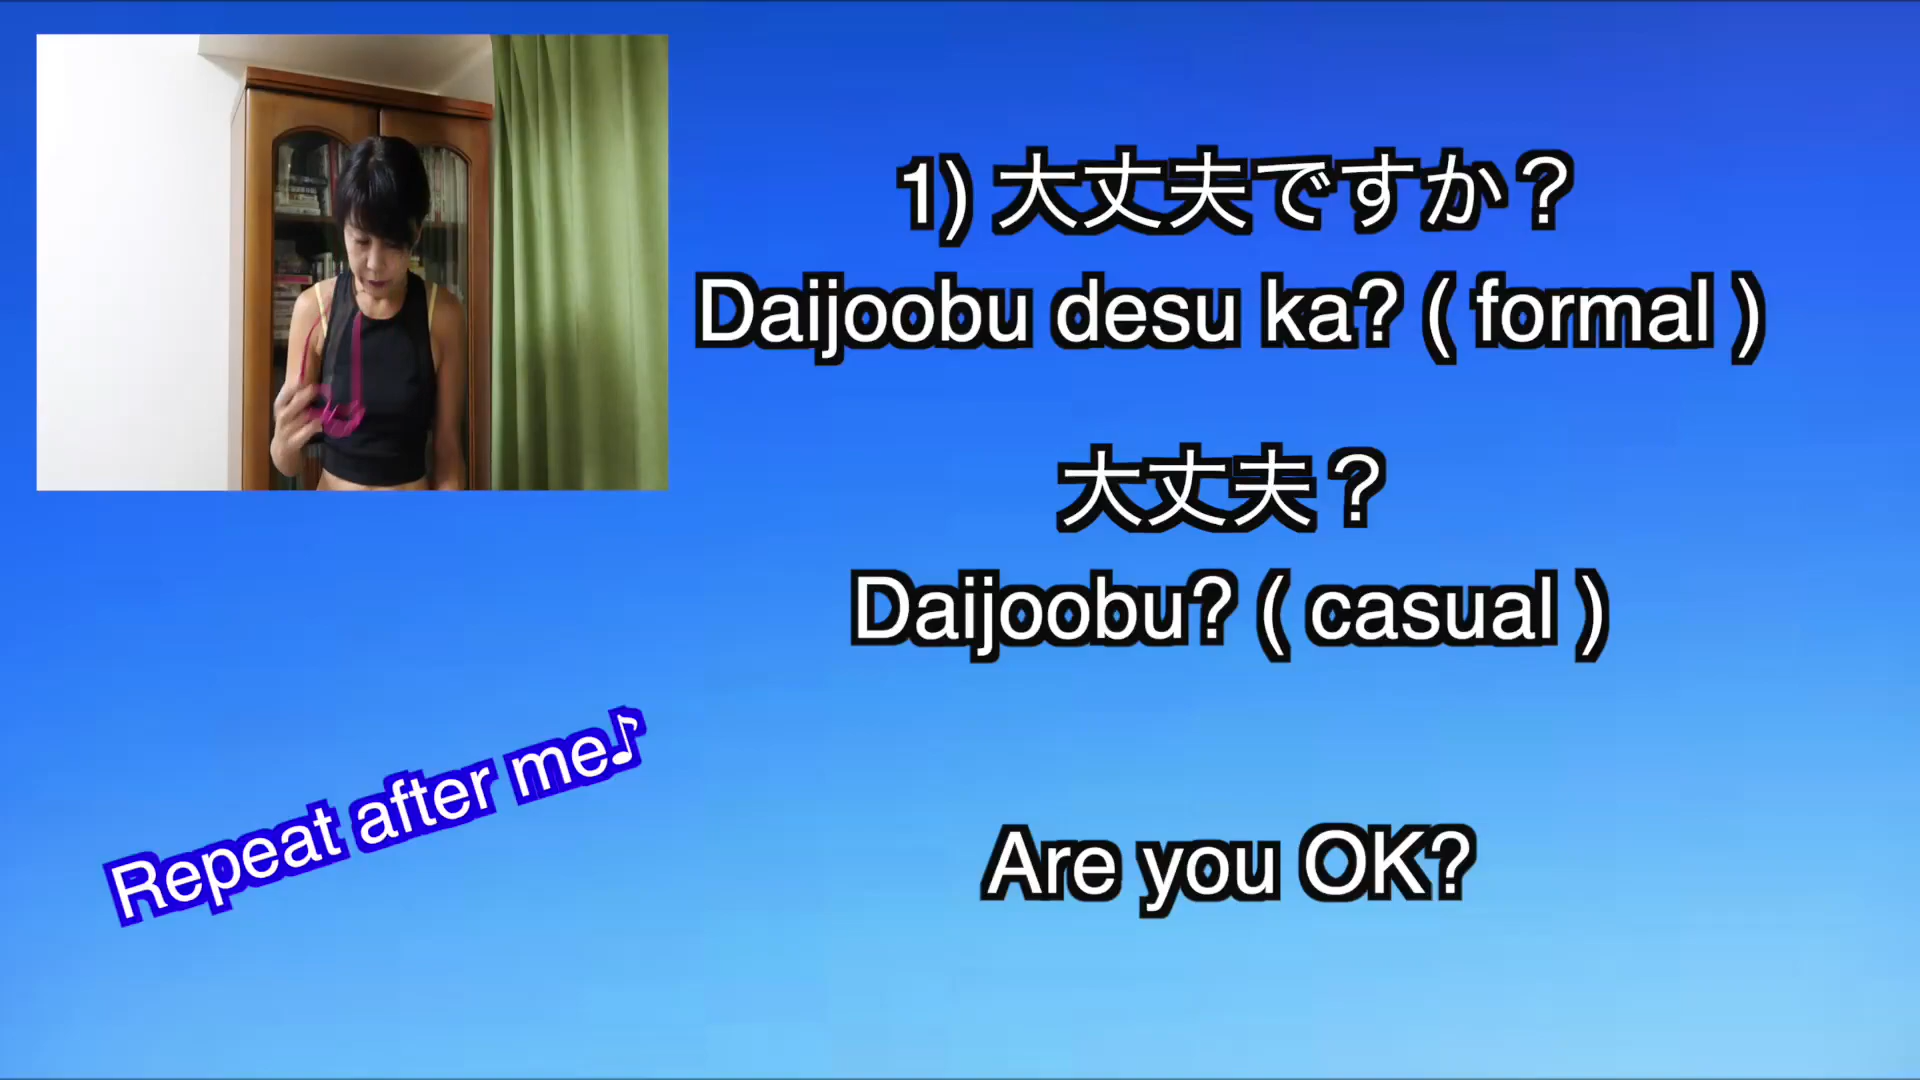 1) 大丈夫ですか？
Daijoobu desu ka? ( formal )
大丈夫？
Daijoobu? ( casual )
Repeat after me♪
Are you OK?